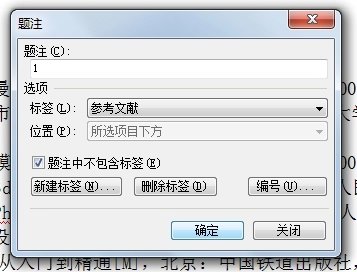 题注
题注(C):
1
选项
标签(L): 参考文献
位置(P): 所选项目下方
题注中不包含标签(E)
新建标签(N)... 删除标签(D) 编号(U)...
确定 关闭
从入门到精通[M], 北京: 中国铁道出版社